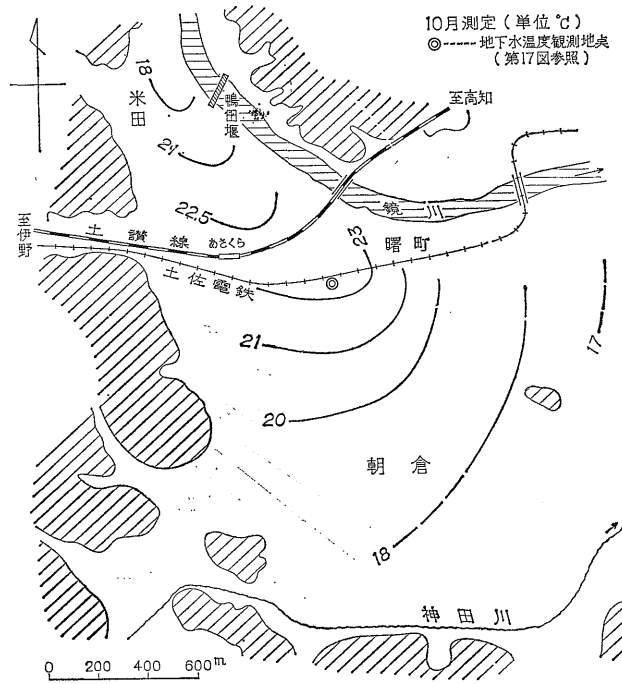 10月測定(単位 ℃)
◎----- 地下水温度観測地点
(第17図参照)
18
米田
鴨田堰
至高知
21
22.5
鏡川
至伊野
土讃線
あさくら
23
曙町
土佐電鉄
21
17
20
朝倉
18
神田川
0 200 400 600m